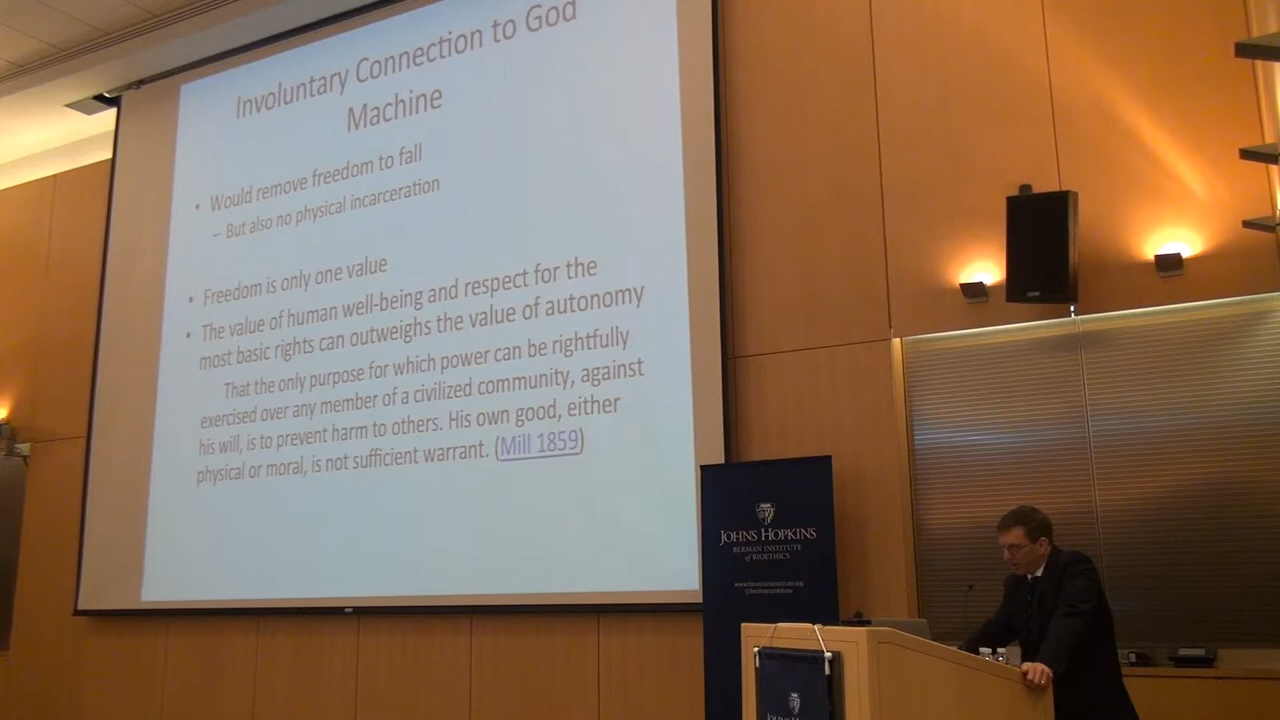 Involuntary Connection to God
Machine
• Would remove freedom to fall
– But also no physical incarceration
• Freedom is only one value
• The value of human well-being and respect for the
most basic rights can outweighs the value of autonomy
That the only purpose for which power can be rightfully
exercised over any member of a civilized community, against
his will, is to prevent harm to others. His own good, either
physical or moral, is not sufficient warrant. (Mill 1859)
JOHNS HOPKINS
BERMAN INSTITUTE
of BIOETHICS
JOHNS HOPKINS